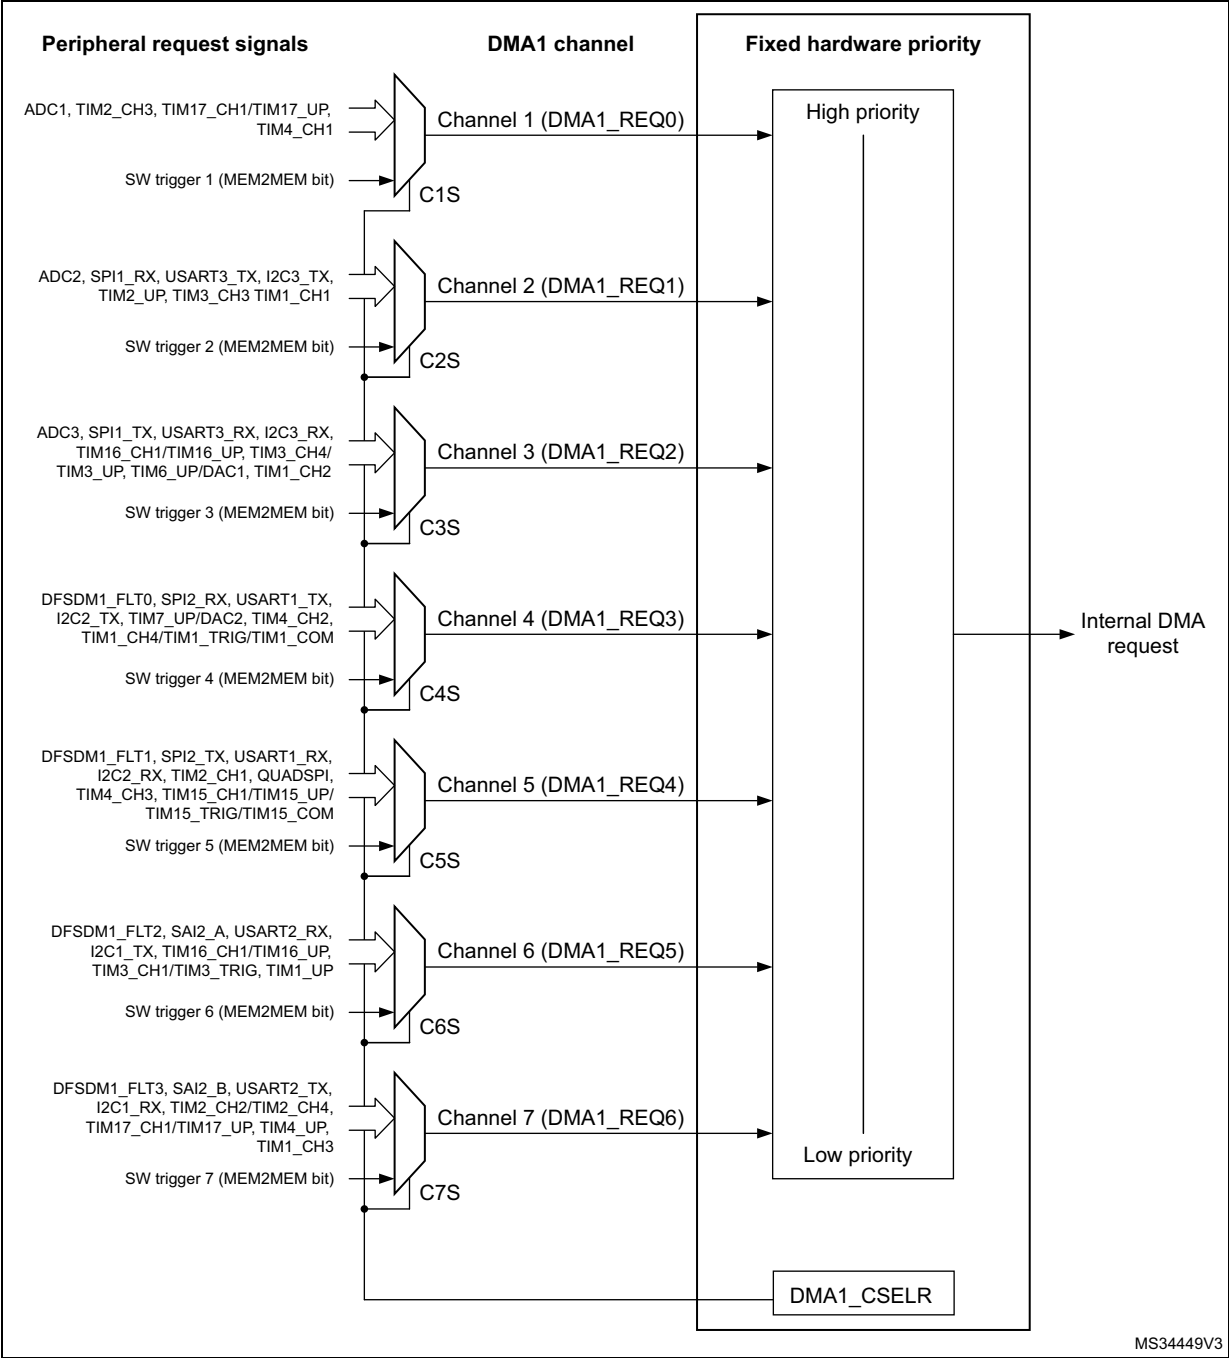 Peripheral request signals
DMA1 channel
Fixed hardware priority
High priority
ADC1, TIM2_CH3, TIM17_CH1/TIM17_UP,
TIM4_CH1
Channel 1 (DMA1_REQ0)
SW trigger 1 (MEM2MEM bit)
C1S
ADC2, SPI1_RX, USART3_TX, I2C3_TX,
TIM2_UP, TIM3_CH3 TIM1_CH1
Channel 2 (DMA1_REQ1)
SW trigger 2 (MEM2MEM bit)
C2S
ADC3, SPI1_TX, USART3_RX, I2C3_RX,
TIM16_CH1/TIM16_UP, TIM3_CH4/
TIM3_UP, TIM6_UP/DAC1, TIM1_CH2
Channel 3 (DMA1_REQ2)
SW trigger 3 (MEM2MEM bit)
C3S
DFSDM1_FLT0, SPI2_RX, USART1_TX,
I2C2_TX, TIM7_UP/DAC2, TIM4_CH2,
TIM1_CH4/TIM1_TRIG/TIM1_COM
Channel 4 (DMA1_REQ3)
SW trigger 4 (MEM2MEM bit)
C4S
Internal DMA
request
DFSDM1_FLT1, SPI2_TX, USART1_RX,
I2C2_RX, TIM2_CH1, QUADSPI,
TIM4_CH3, TIM15_CH1/TIM15_UP/
TIM15_TRIG/TIM15_COM
Channel 5 (DMA1_REQ4)
SW trigger 5 (MEM2MEM bit)
C5S
DFSDM1_FLT2, SAI2_A, USART2_RX,
I2C1_TX, TIM16_CH1/TIM16_UP,
TIM3_CH1/TIM3_TRIG, TIM1_UP
Channel 6 (DMA1_REQ5)
SW trigger 6 (MEM2MEM bit)
C6S
DFSDM1_FLT3, SAI2_B, USART2_TX,
I2C1_RX, TIM2_CH2/TIM2_CH4,
TIM17_CH1/TIM17_UP, TIM4_UP,
TIM1_CH3
Channel 7 (DMA1_REQ6)
SW trigger 7 (MEM2MEM bit)
C7S
Low priority
DMA1_CSELR
MS34449V3